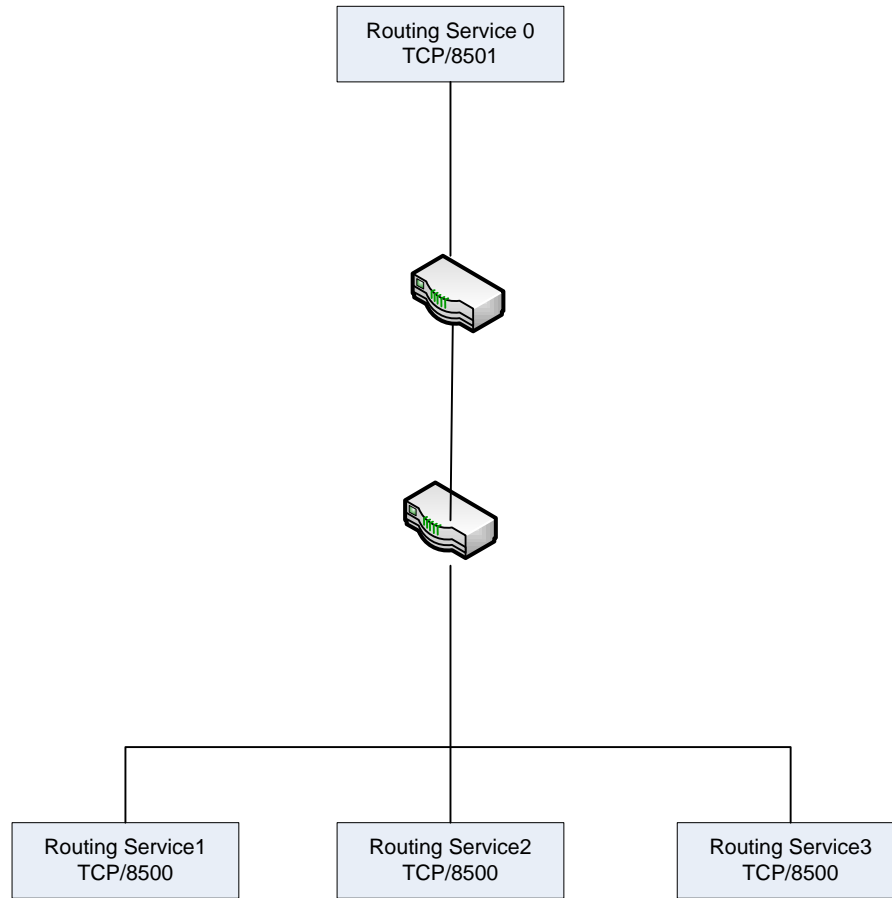 Routing Service 0
TCP/8501
Routing Service1
TCP/8500
Routing Service2
TCP/8500
Routing Service3
TCP/8500